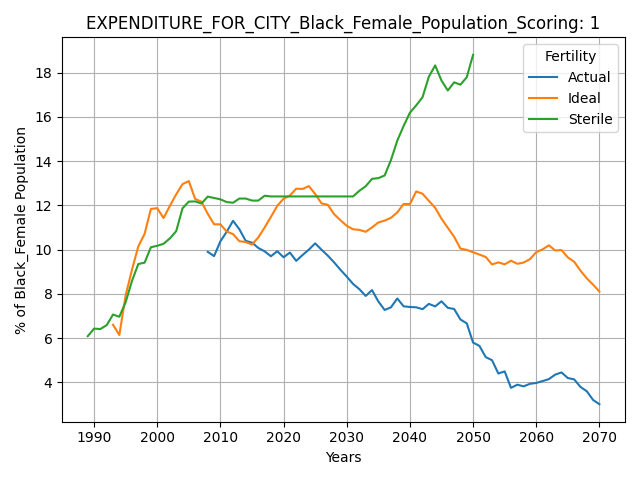 EXPENDITURE_FOR_CITY_Black_Female_Population_Scoring: 1
% of Black_Female Population
18
16
14
12
10
8
6
4
Fertility
Actual
Ideal
Sterile
1990 2000 2010 2020 2030 2040 2050 2060 2070
Years